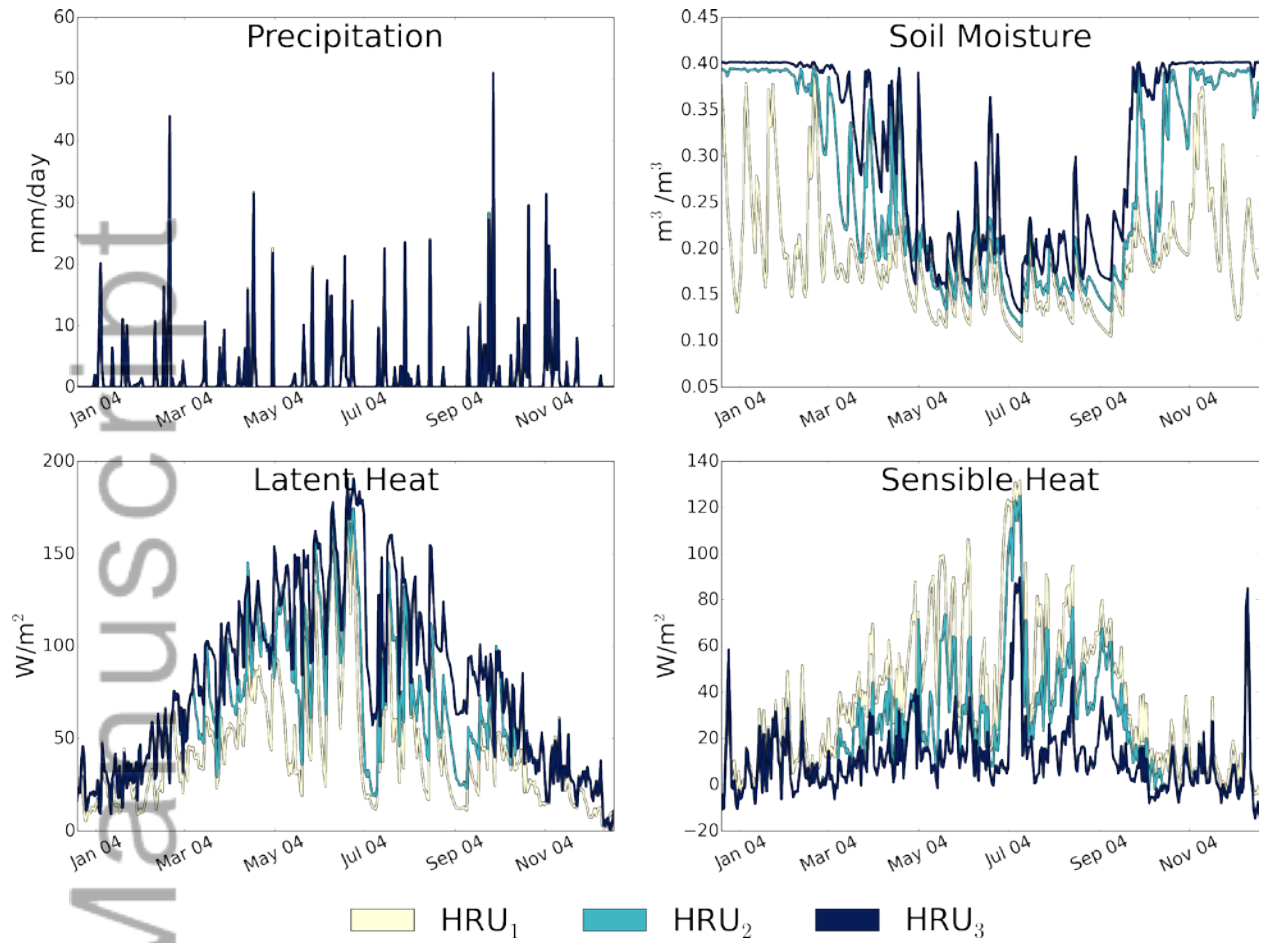 Precipitation
60
50
40
30
20
10
0
mm/day
Jan 04 Mar 04 May 04 Jul 04 Sep 04 Nov 04
Soil Moisture
0.45
0.40
0.35
0.30
0.25
0.20
0.15
0.10
0.05
m³/m³
Jan 04 Mar 04 May 04 Jul 04 Sep 04 Nov 04
Latent Heat
200
150
100
50
0
W/m²
Jan 04 Mar 04 May 04 Jul 04 Sep 04 Nov 04
Sensible Heat
140
120
100
80
60
40
20
0
−20
W/m²
Jan 04 Mar 04 May 04 Jul 04 Sep 04 Nov 04
HRU₁ HRU₂ HRU₃
Manuscript